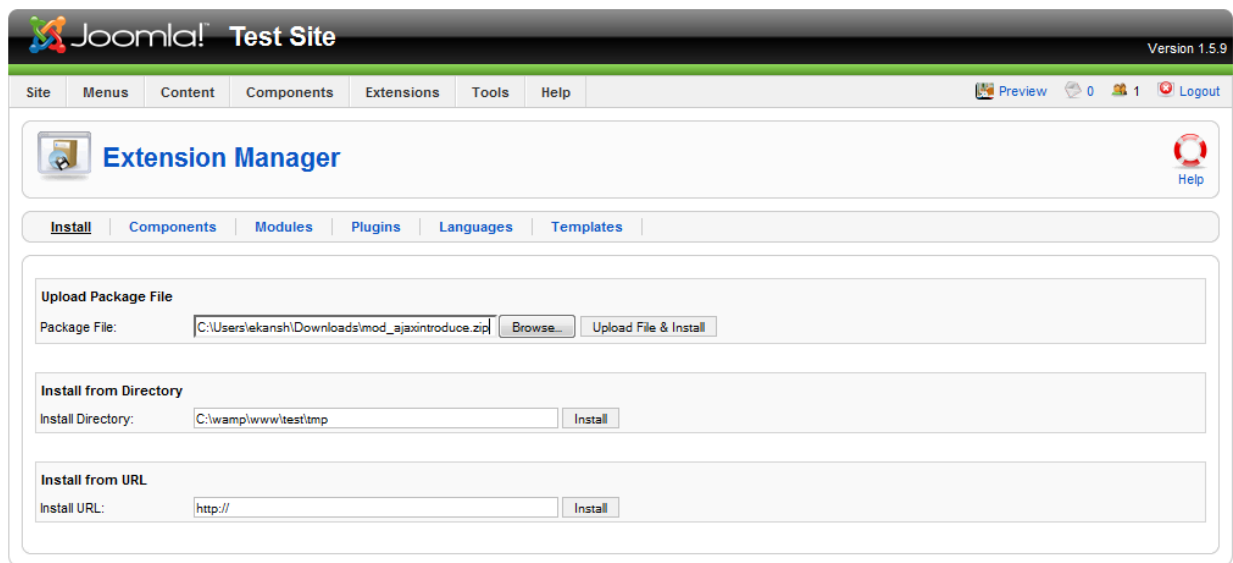 Joomla! Test Site
Version 1.5.9
Site Menus Content Components Extensions Tools Help Preview 0 1 Logout
Extension Manager
Help
Install Components Modules Plugins Languages Templates
Upload Package File
Package File: C:\Users\ekansh\Downloads\mod_ajaxintroduce.zip Browse... Upload File & Install
Install from Directory
Install Directory: C:\wamp\www\test\tmp Install
Install from URL
Install URL: http:// Install